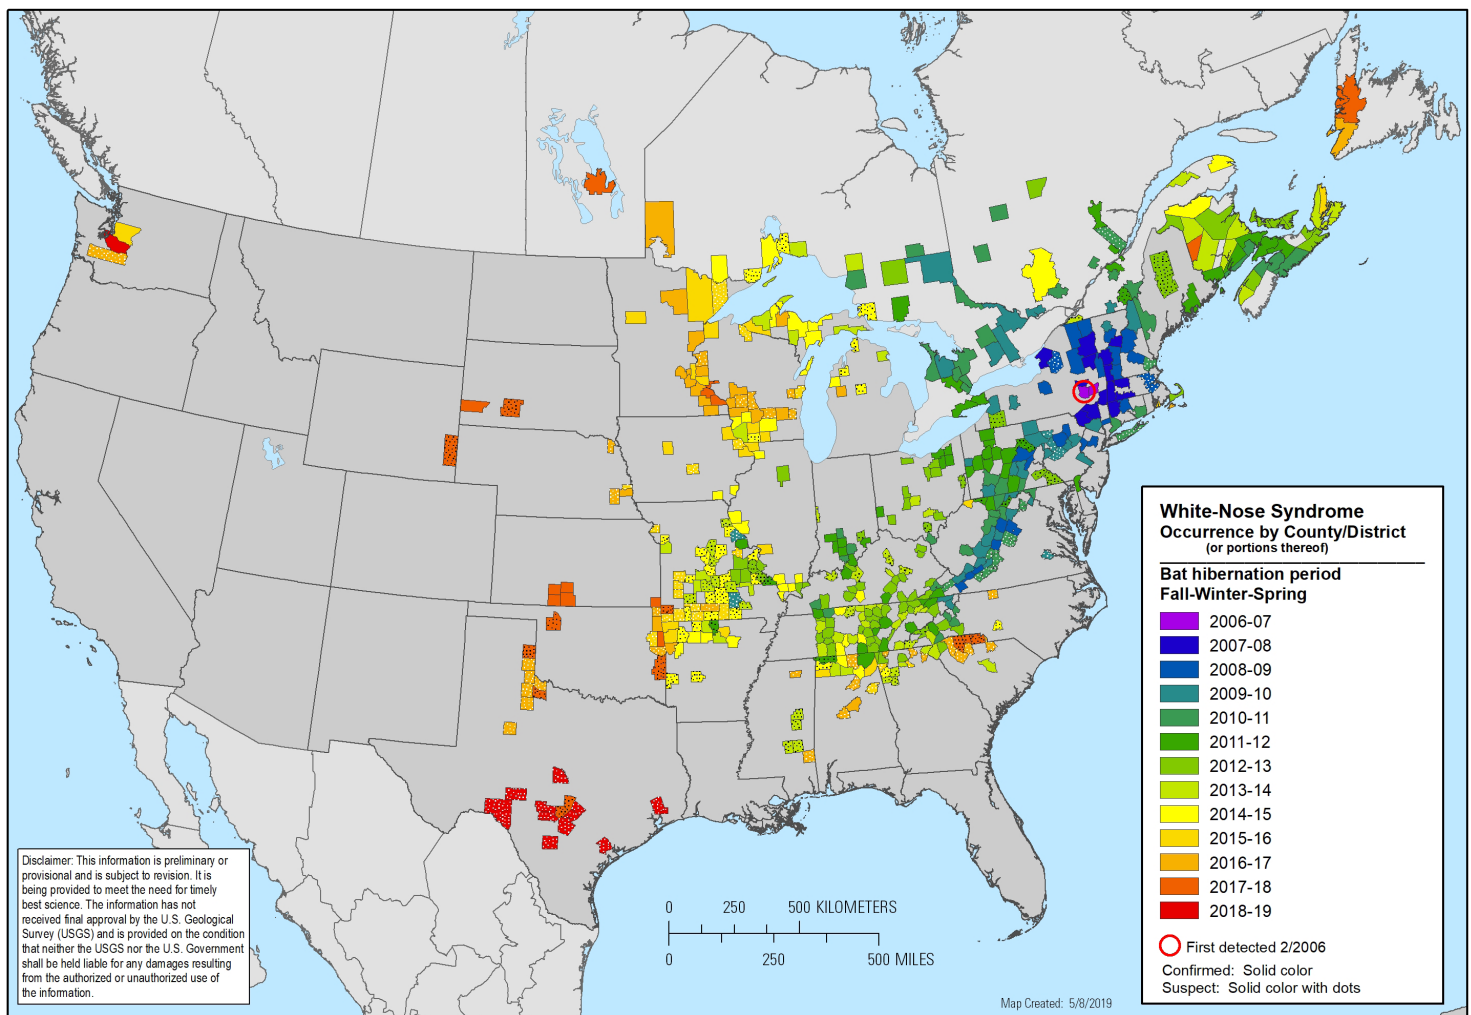 White-Nose Syndrome
Occurrence by County/District
(or portions thereof)
Bat hibernation period
Fall-Winter-Spring
2006-07
2007-08
2008-09
2009-10
2010-11
2011-12
2012-13
2013-14
2014-15
2015-16
2016-17
2017-18
2018-19
First detected 2/2006
Confirmed: Solid color
Suspect: Solid color with dots
Disclaimer: This information is preliminary or
provisional and is subject to revision. It is
being provided to meet the need for timely
best science. The information has not
received final approval by the U.S. Geological
Survey (USGS) and is provided on the condition
that neither the USGS nor the U.S. Government
shall be held liable for any damages resulting
from the authorized or unauthorized use of
the information.
0 250 500 KILOMETERS
0 250 500 MILES
Map Created: 5/8/2019